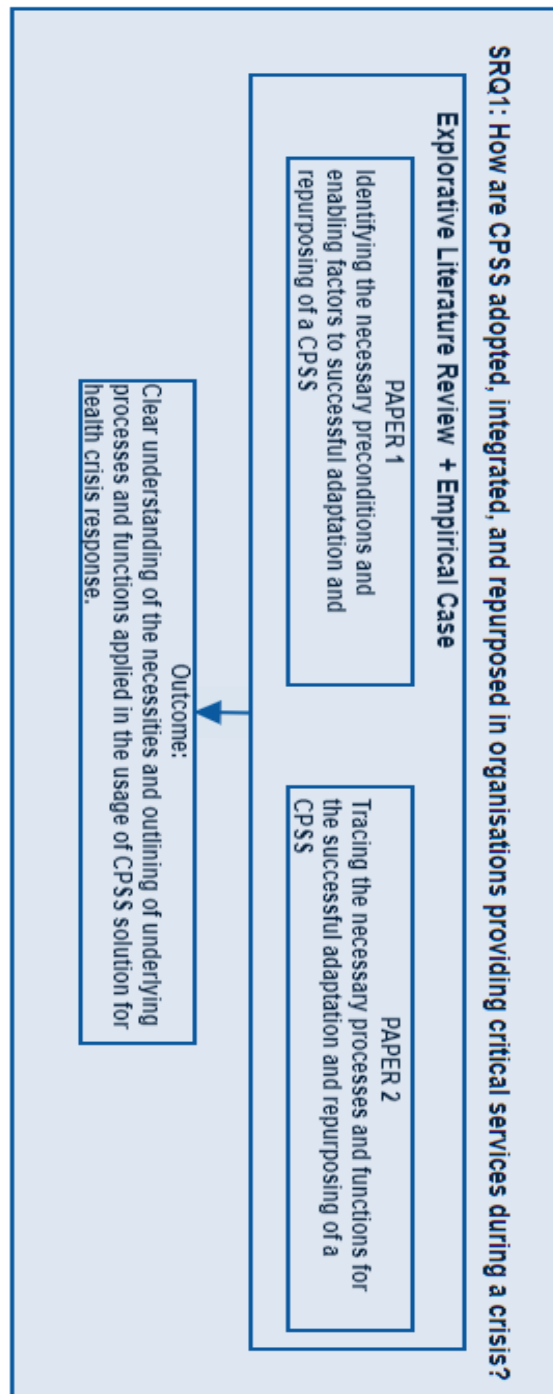 SRQ1: How are CPSS adopted, integrated, and repurposed in organisations providing critical services during a crisis?
Explorative Literature Review + Empirical Case
PAPER 1
Identifying the necessary preconditions and
enabling factors to successful adaptation and
repurposing of a CPSS
PAPER 2
Tracing the necessary processes and functions for
the successful adaptation and repurposing of a
CPSS
Outcome:
Clear understanding of the necessities and outlining of underlying
processes and functions applied in the usage of CPSS solution for
health crisis response.